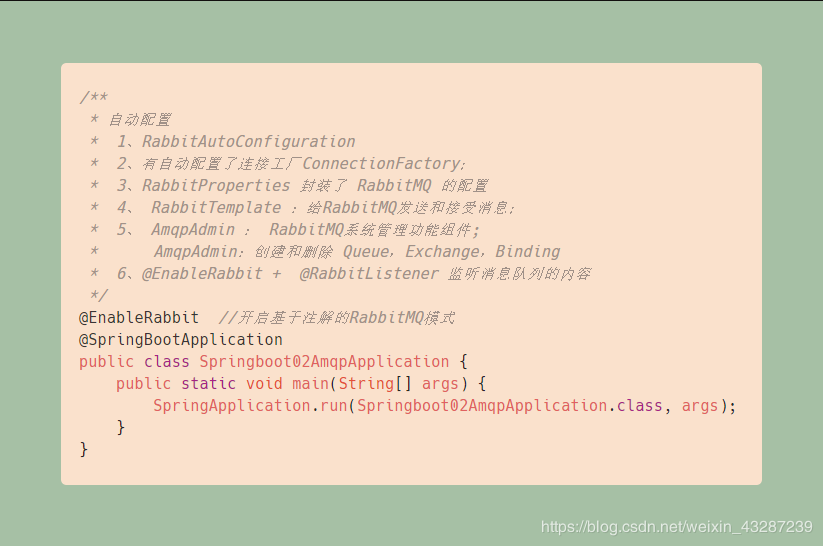 /**
 * 自动配置
 *  1、RabbitAutoConfiguration
 *  2、有自动配置了连接工厂ConnectionFactory;
 *  3、RabbitProperties 封装了 RabbitMQ 的配置
 *  4、 RabbitTemplate : 给RabbitMQ发送和接受消息;
 *  5、 AmqpAdmin : RabbitMQ系统管理功能组件;
 *      AmqpAdmin: 创建和删除 Queue, Exchange, Binding
 *  6、@EnableRabbit +  @RabbitListener 监听消息队列的内容
 */
@EnableRabbit  //开启基于注解的RabbitMQ模式
@SpringBootApplication
public class Springboot02AmqpApplication {
    public static void main(String[] args) {
        SpringApplication.run(Springboot02AmqpApplication.class, args);
    }
}
https://blog.csdn.net/weixin_43287239